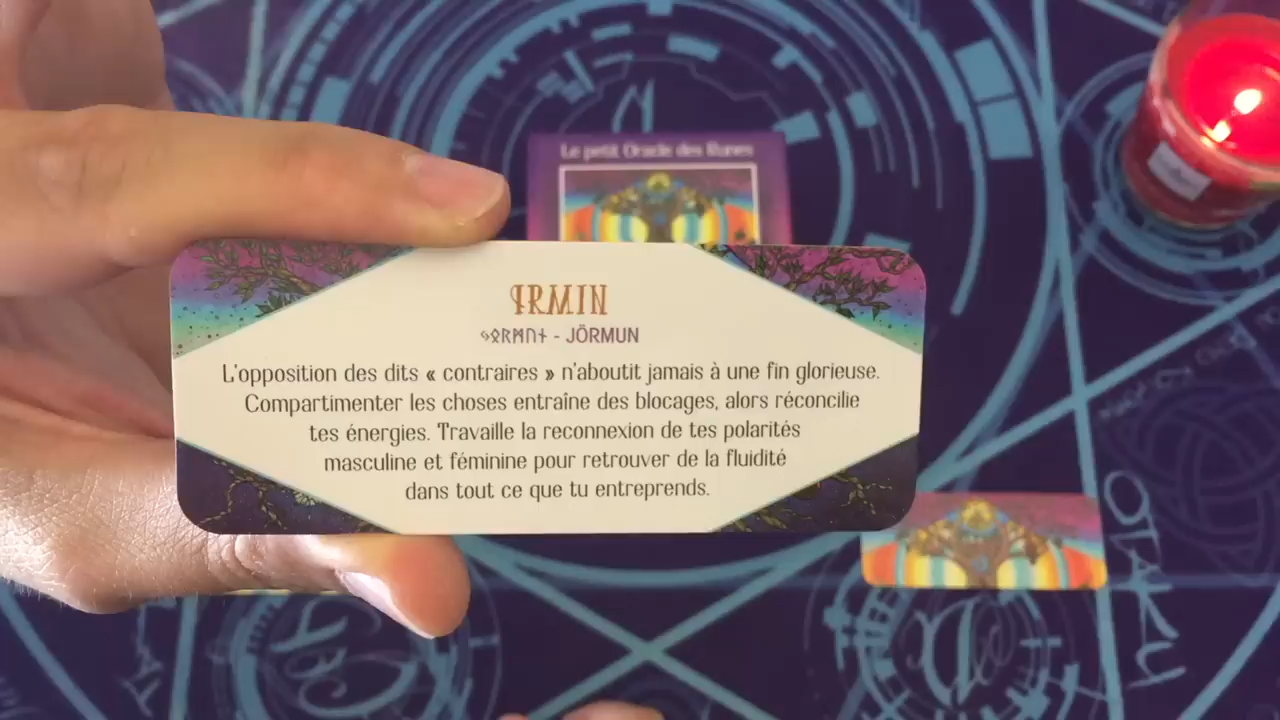 Le petit Oracle des Runes
IRMIN
ᛃᛟᚱᛗᚢᚾ - JÖRMUN
L'opposition des dits « contraires » n'aboutit jamais à une fin glorieuse.
Compartimenter les choses entraîne des blocages, alors réconcilie
tes énergies. Travaille la reconnexion de tes polarités
masculine et féminine pour retrouver de la fluidité
dans tout ce que tu entreprends.
OTAKU